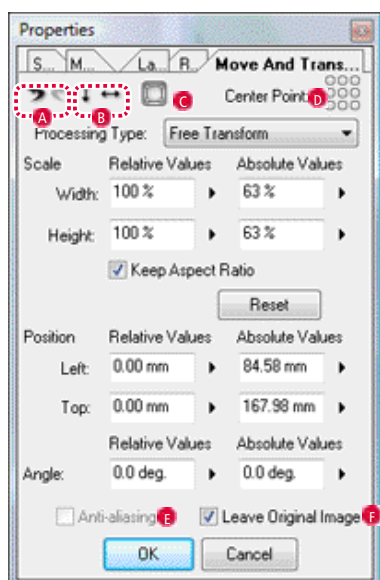 Properties
S... M... La... R... Move And Trans...
A B C Center Point: D
Processing Type: Free Transform
Scale Relative Values Absolute Values
Width: 100 % 63 %
Height: 100 % 63 %
Keep Aspect Ratio
Reset
Position Relative Values Absolute Values
Left: 0.00 mm 84.58 mm
Top: 0.00 mm 167.98 mm
Relative Values Absolute Values
Angle: 0.0 deg. 0.0 deg.
Anti-aliasing E Leave Original Image F
OK Cancel